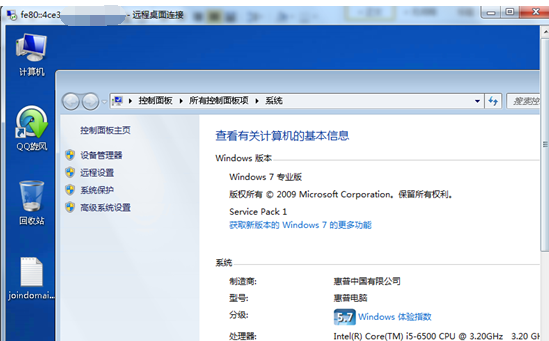 fe80::4ce3 - 远程桌面连接
计算机
QQ旋风
回收站
joindomai...
控制面板 ▸ 所有控制面板项 ▸ 系统
搜索控
控制面板主页
设备管理器
远程设置
系统保护
高级系统设置
查看有关计算机的基本信息
Windows 版本
Windows 7 专业版
版权所有 © 2009 Microsoft Corporation。保留所有权利。
Service Pack 1
获取新版本的 Windows 7 的更多功能
系统
制造商: 惠普中国有限公司
型号: 惠普电脑
分级: 5.7 Windows 体验指数
处理器: Intel(R) Core(TM) i5-6500 CPU @ 3.20GHz 3.20 G